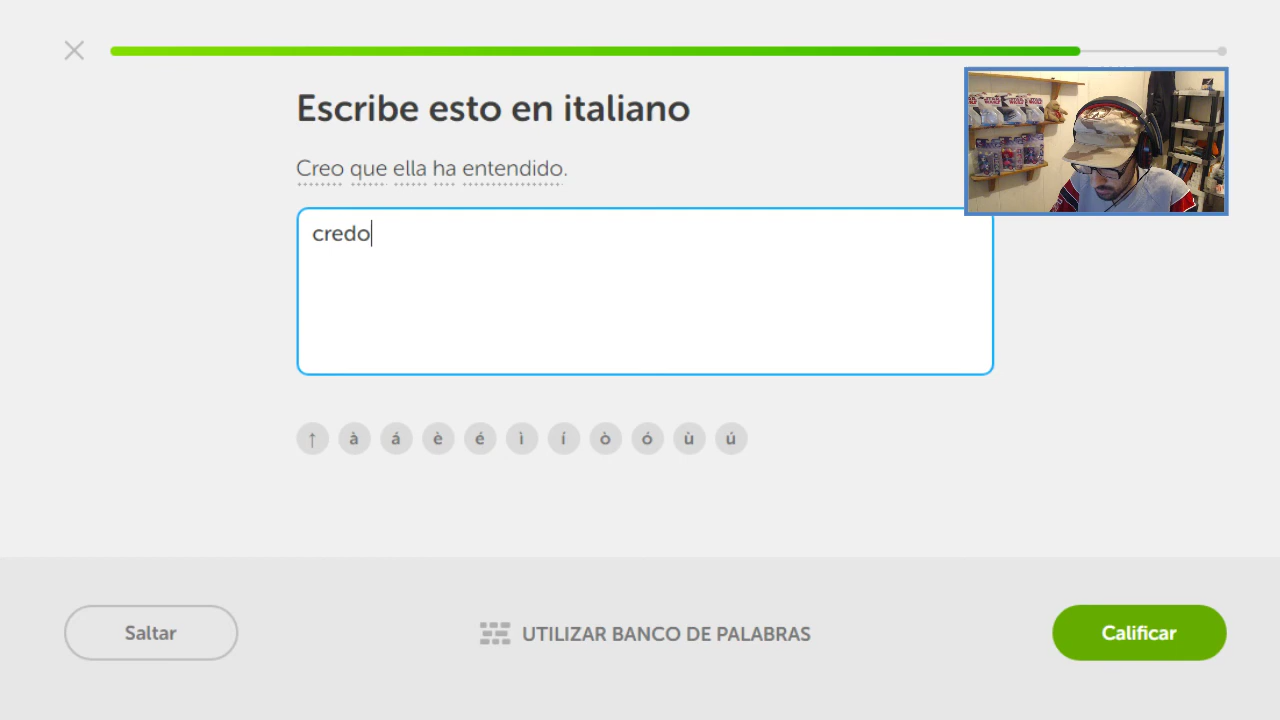 Escribe esto en italiano
Creo que ella ha entendido.
credo
↑ à á è é ì í ò ó ù ú
Saltar
UTILIZAR BANCO DE PALABRAS
Calificar